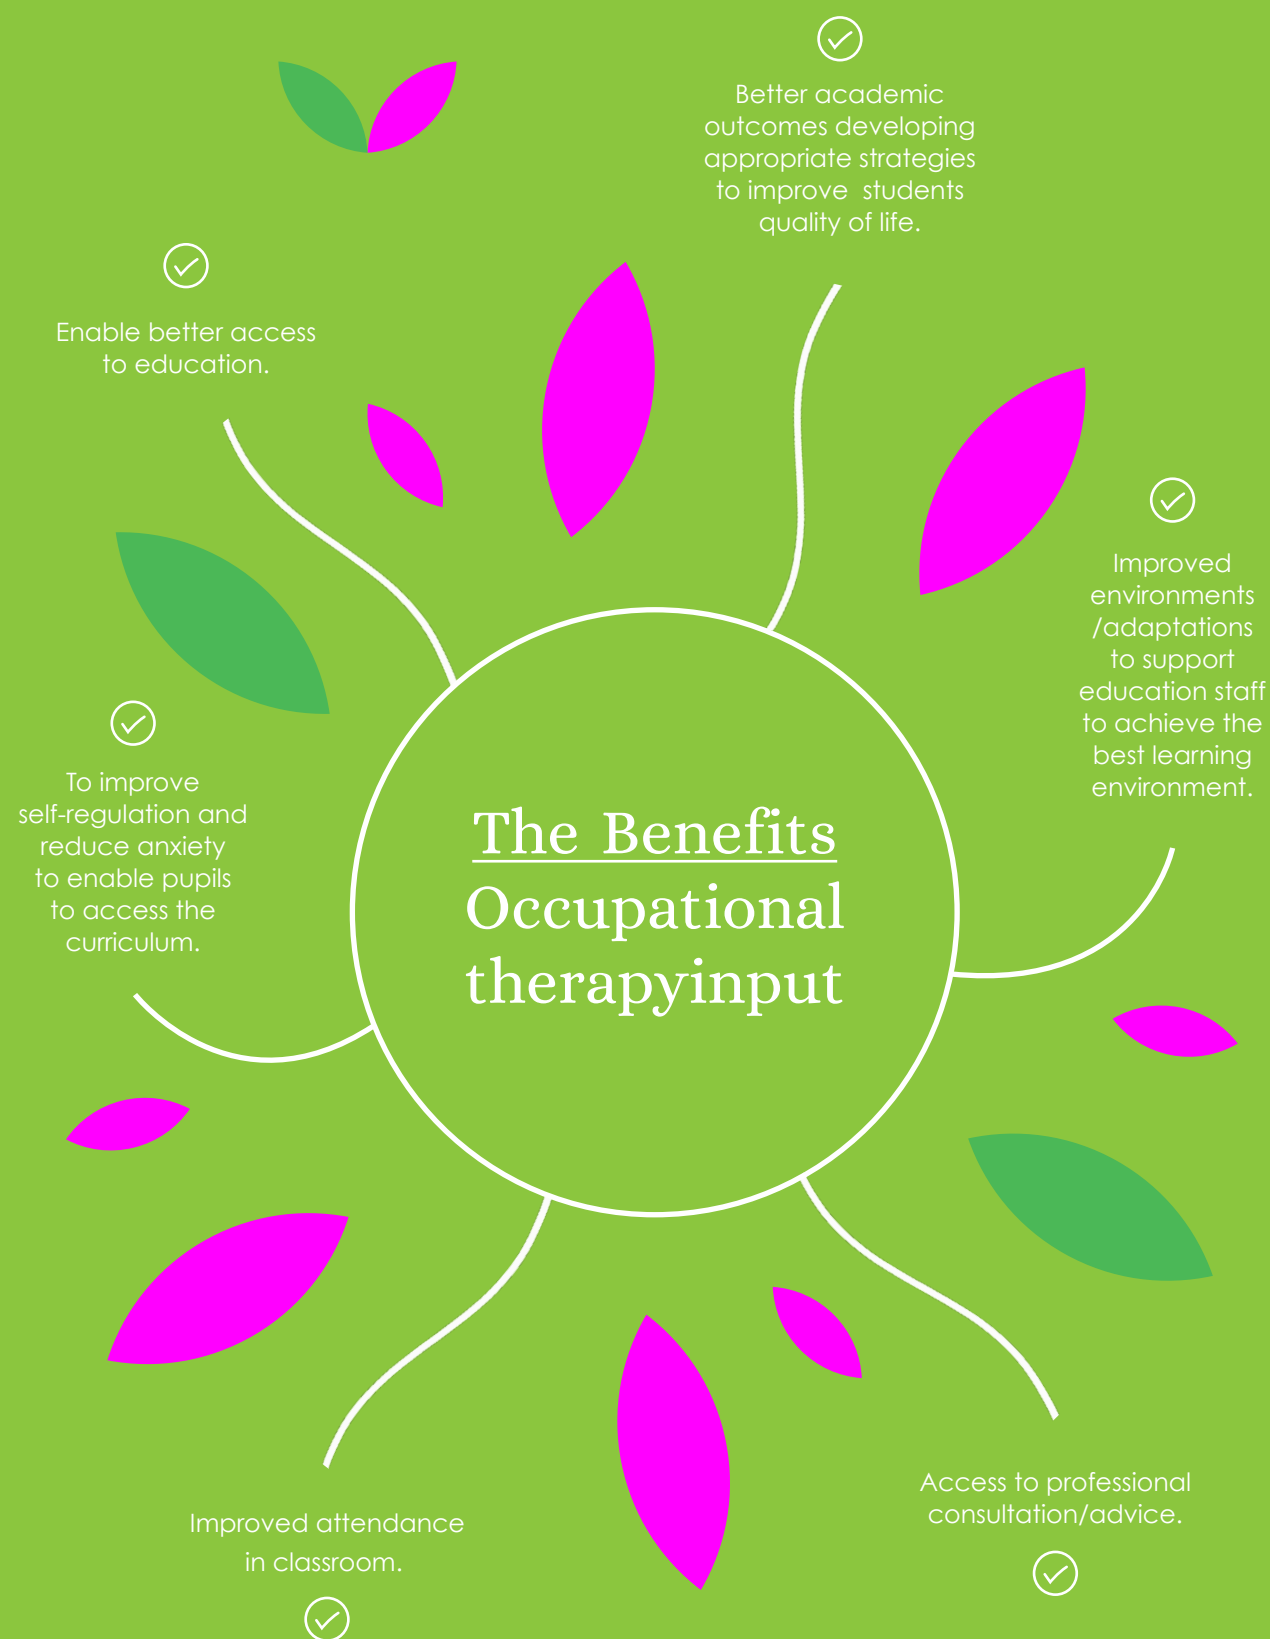 Better academic
outcomes developing
appropriate strategies
to improve  students
quality of life.
Enable better access
to education.
Improved
environments
/adaptations
to support
education staff
to achieve the
best learning
environment.
To improve
self-regulation and
reduce anxiety
to enable pupils
to access the
curriculum.
The Benefits
Occupational
therapyinput
Access to professional
consultation/advice.
Improved attendance
in classroom.